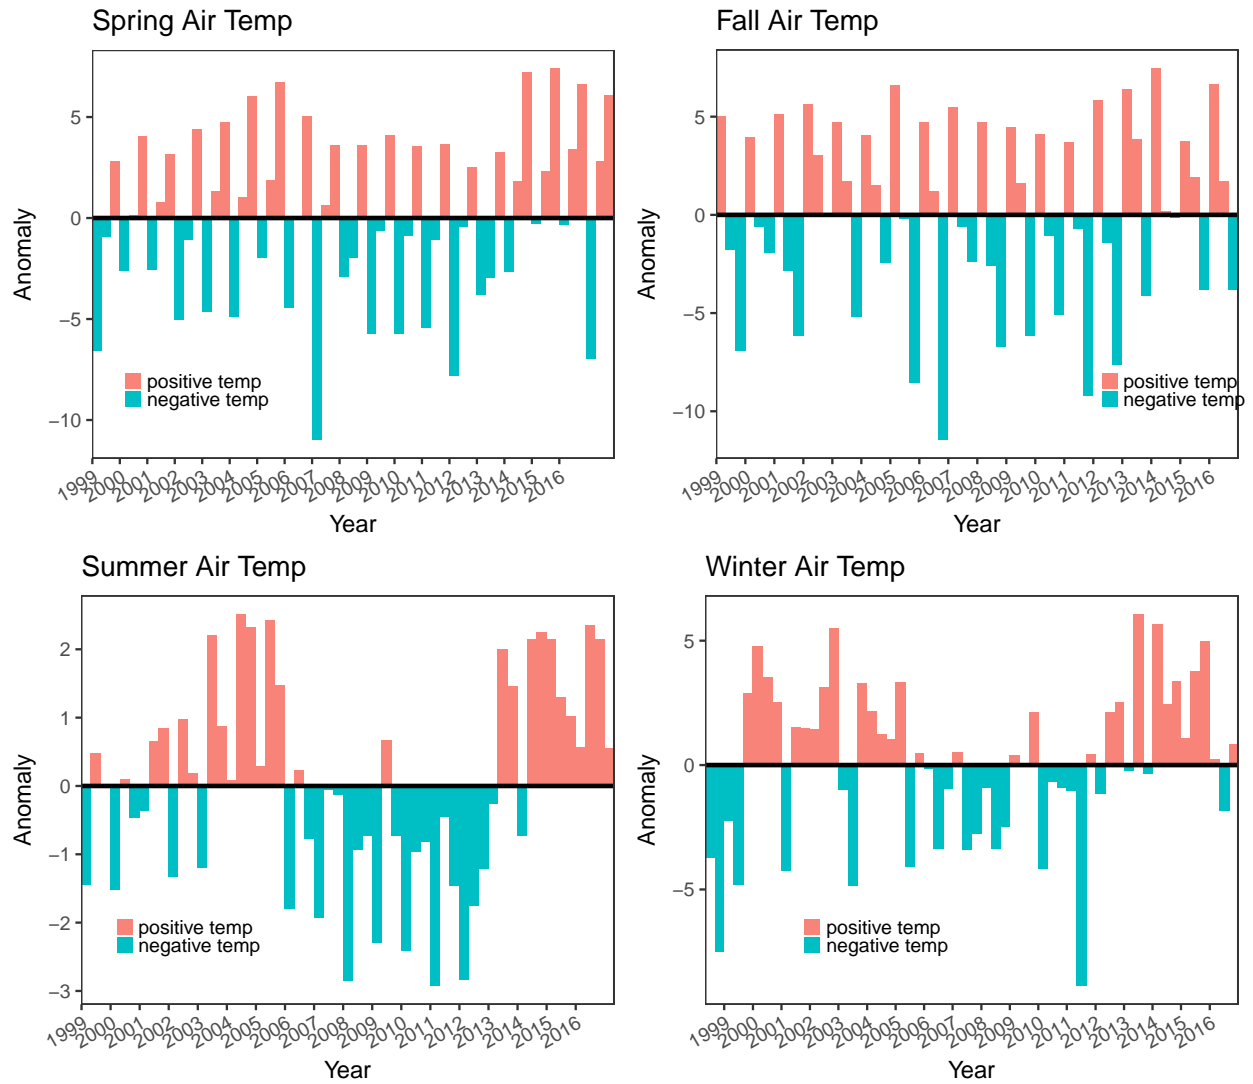 Spring Air Temp
Anomaly
5
0
−5
−10
positive temp
negative temp
1999 2000 2001 2002 2003 2004 2005 2006 2007 2008 2009 2010 2011 2012 2013 2014 2015 2016
Year
Fall Air Temp
Anomaly
5
0
−5
−10
positive temp
negative temp
1999 2000 2001 2002 2003 2004 2005 2006 2007 2008 2009 2010 2011 2012 2013 2014 2015 2016
Year
Summer Air Temp
Anomaly
2
1
0
−1
−2
−3
positive temp
negative temp
1999 2000 2001 2002 2003 2004 2005 2006 2007 2008 2009 2010 2011 2012 2013 2014 2015 2016
Year
Winter Air Temp
Anomaly
5
0
−5
positive temp
negative temp
1999 2000 2001 2002 2003 2004 2005 2006 2007 2008 2009 2010 2011 2012 2013 2014 2015 2016
Year